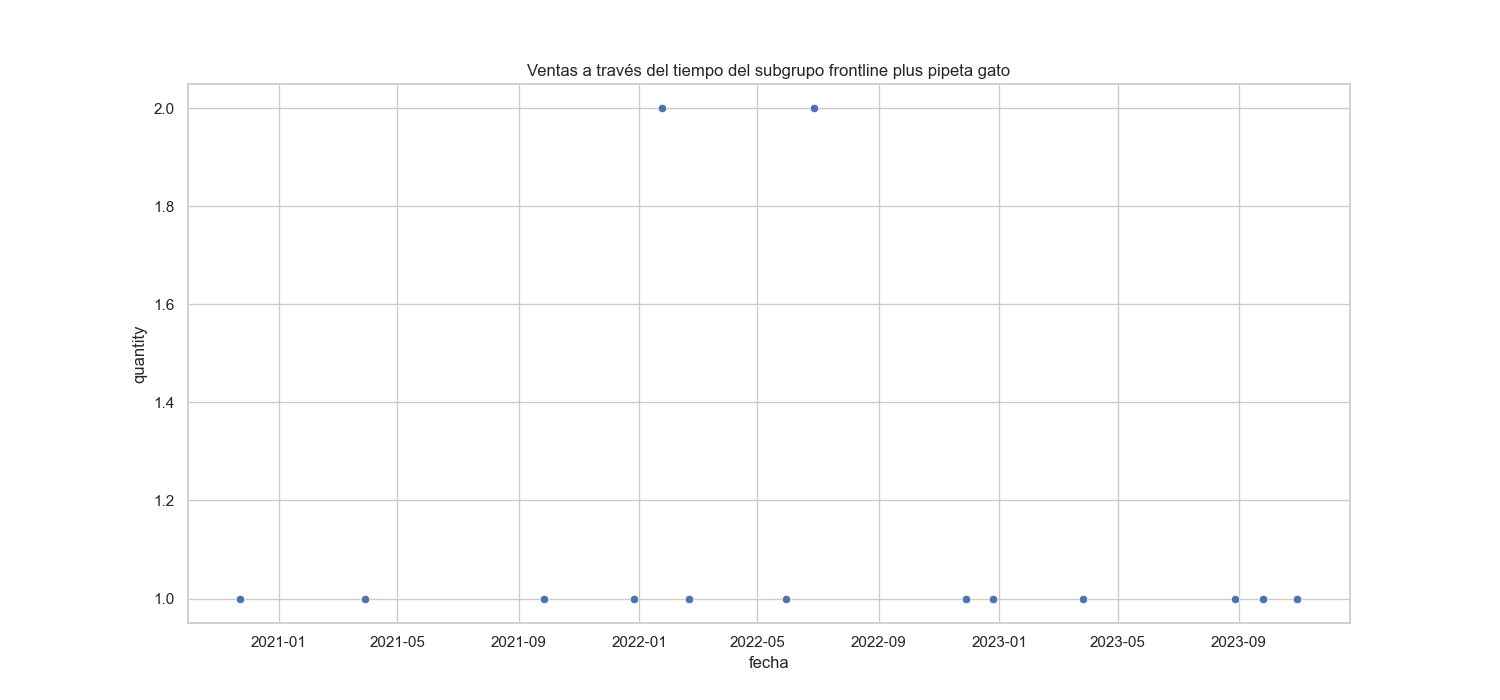 Ventas a través del tiempo del subgrupo frontline plus pipeta gato
2.0
1.8
1.6
1.4
1.2
1.0
quantity
2021-01 2021-05 2021-09 2022-01 2022-05 2022-09 2023-01 2023-05 2023-09
fecha